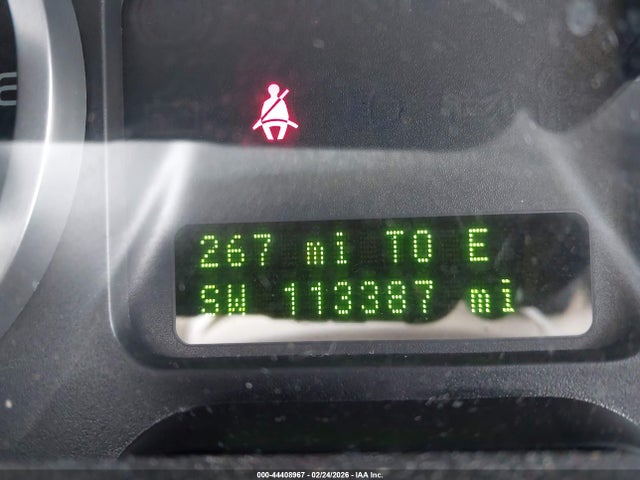 267 mi TO E
SW 113387 mi
000-44408967 - 02/24/2026 - IAA Inc.